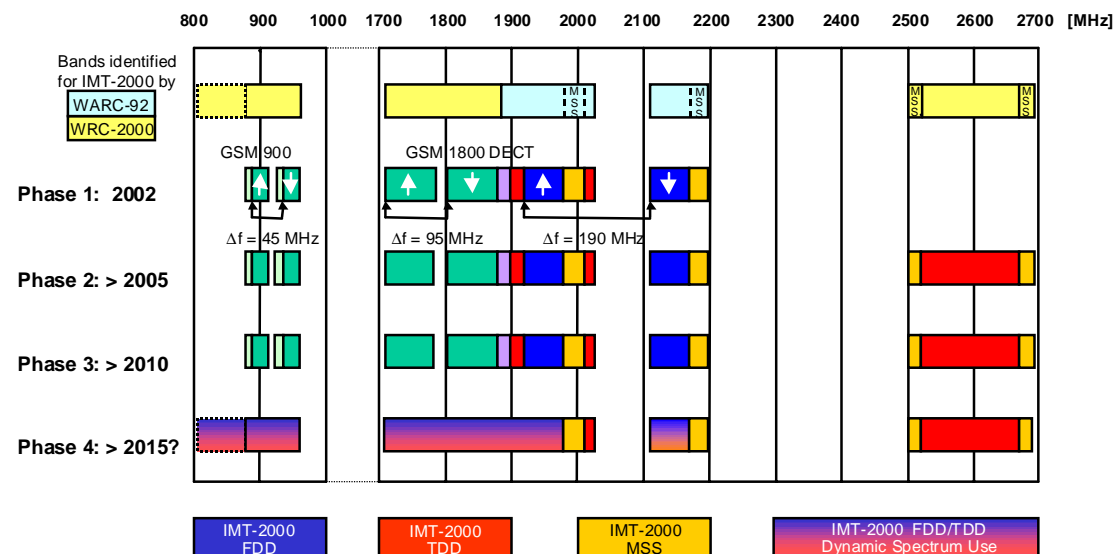 800 900 1000 1700 1800 1900 2000 2100 2200 2300 2400 2500 2600 2700 [MHz]
Bands identified
for IMT-2000 by
WARC-92
WRC-2000
MSS MSS MSS MSS
GSM 900 GSM 1800 DECT
Phase 1: 2002
Δf = 45 MHz Δf = 95 MHz Δf = 190 MHz
Phase 2: > 2005
Phase 3: > 2010
Phase 4: > 2015?
IMT-2000
FDD
IMT-2000
TDD
IMT-2000
MSS
IMT-2000 FDD/TDD
Dynamic Spectrum Use